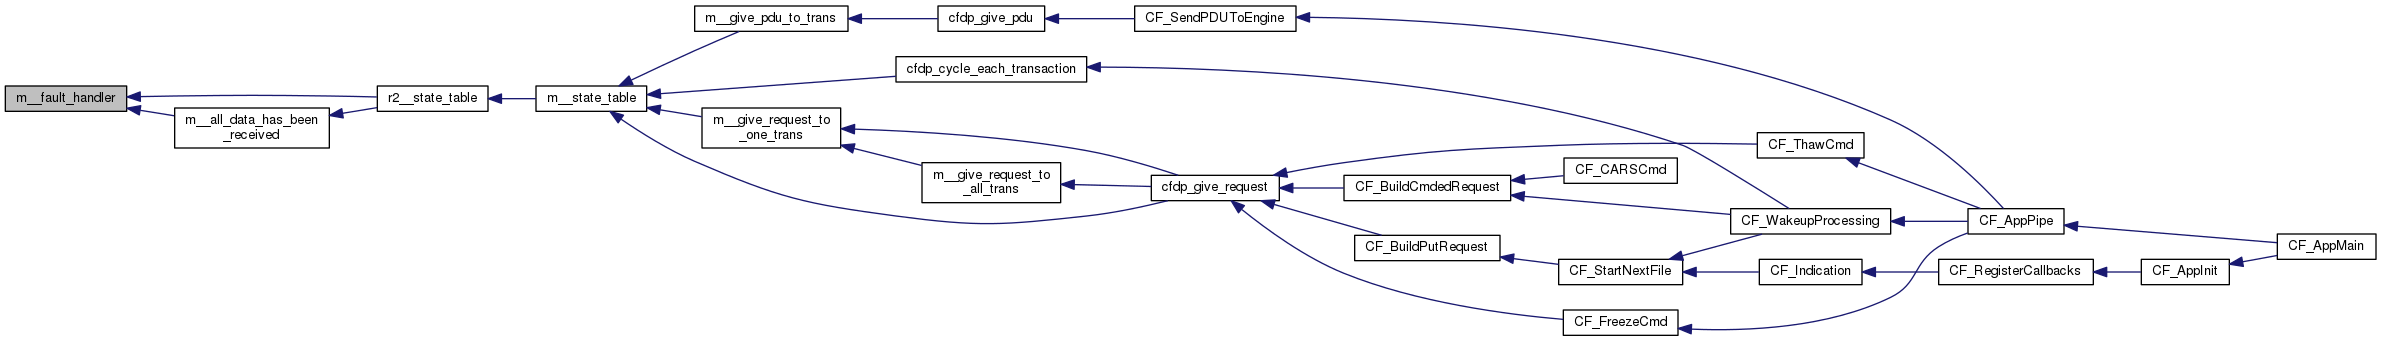 m__give_pdu_to_trans
cfdp_give_pdu
CF_SendPDUToEngine
cfdp_cycle_each_transaction
m__fault_handler
r2__state_table
m__state_table
m__all_data_has_been
_received
m__give_request_to
_one_trans
CF_ThawCmd
CF_CARSCmd
m__give_request_to
_all_trans
cfdp_give_request
CF_BuildCmdedRequest
CF_WakeupProcessing
CF_AppPipe
CF_BuildPutRequest
CF_AppMain
CF_StartNextFile
CF_Indication
CF_RegisterCallbacks
CF_AppInit
CF_FreezeCmd